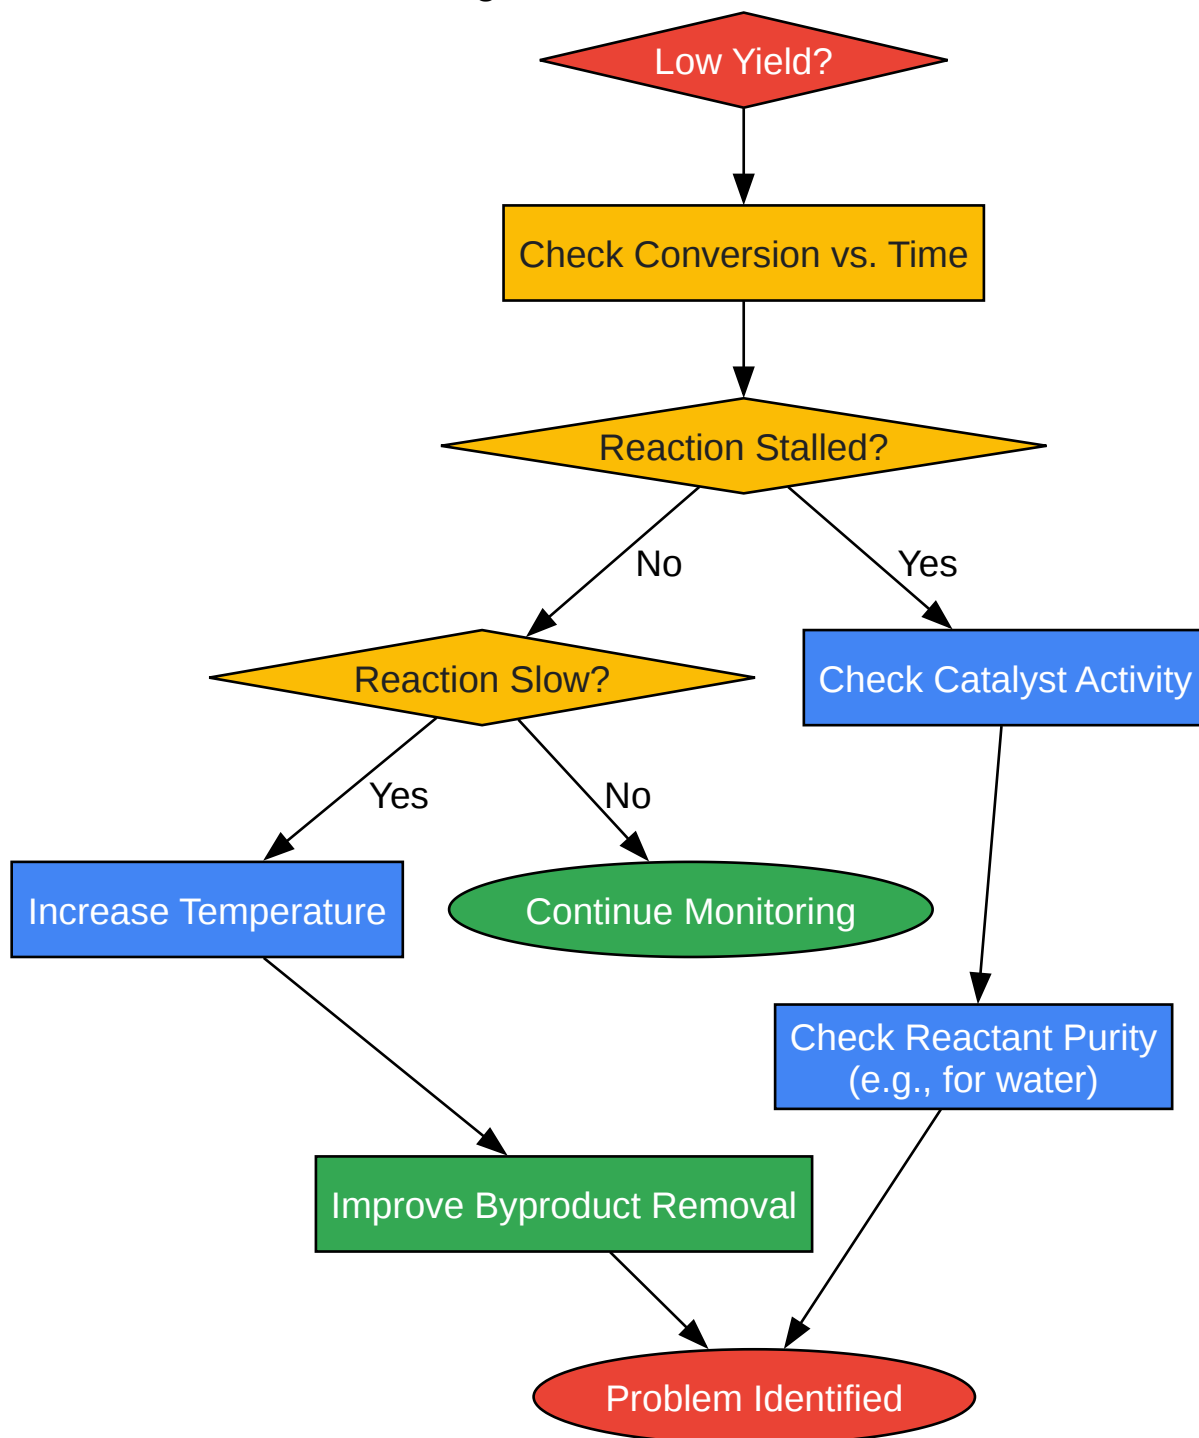 Low Yield?
Check Conversion vs. Time
Reaction Stalled?
No
Yes
Reaction Slow?
Check Catalyst Activity
Yes
No
Increase Temperature
Continue Monitoring
Check Reactant Purity
(e.g., for water)
Improve Byproduct Removal
Problem Identified